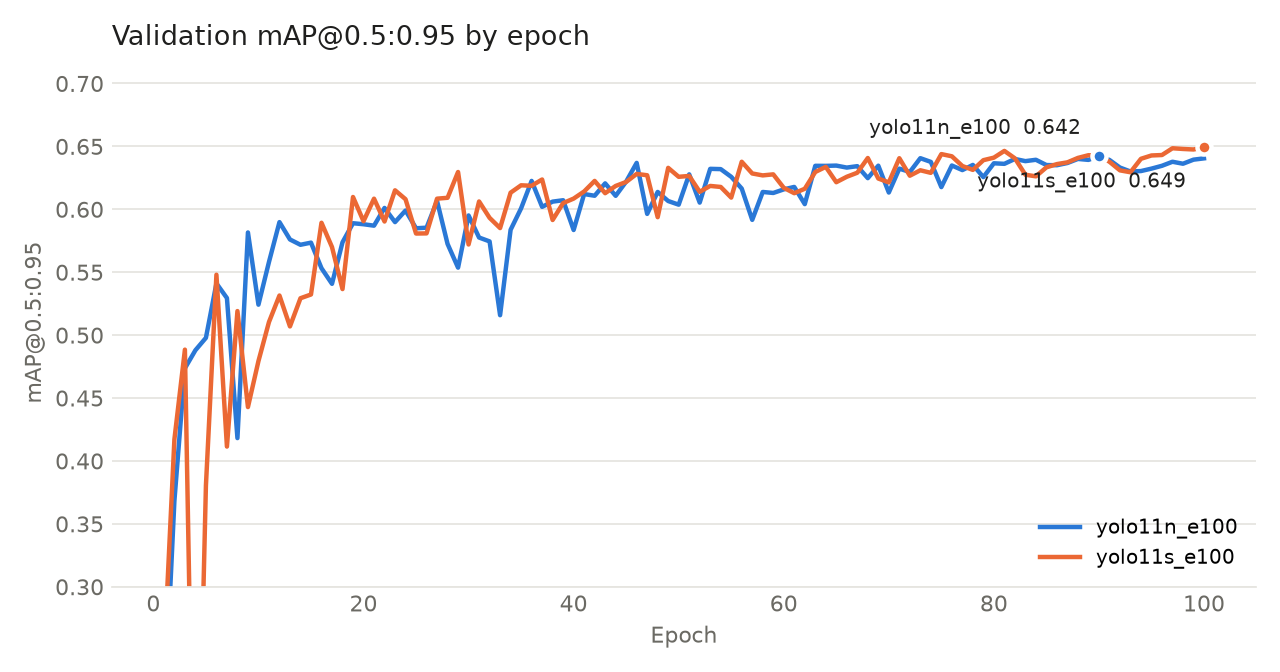 Validation mAP@0.5:0.95 by epoch
0.70
0.65
0.60
0.55
0.50
0.45
0.40
0.35
0.30
mAP@0.5:0.95
yolo11n_e100 0.642
yolo11s_e100 0.649
yolo11n_e100
yolo11s_e100
0 20 40 60 80 100
Epoch